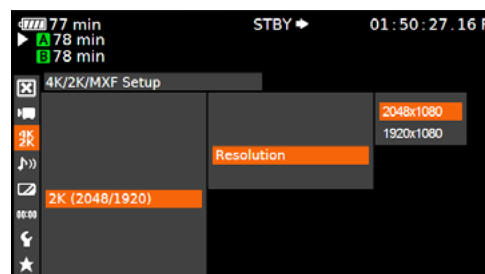 77 min STBY 01:50:27.16 F
A 78 min
B 78 min
4K/2K/MXF Setup
2048x1080
4K 2K
1920x1080
Resolution
2K (2048/1920)
00:00